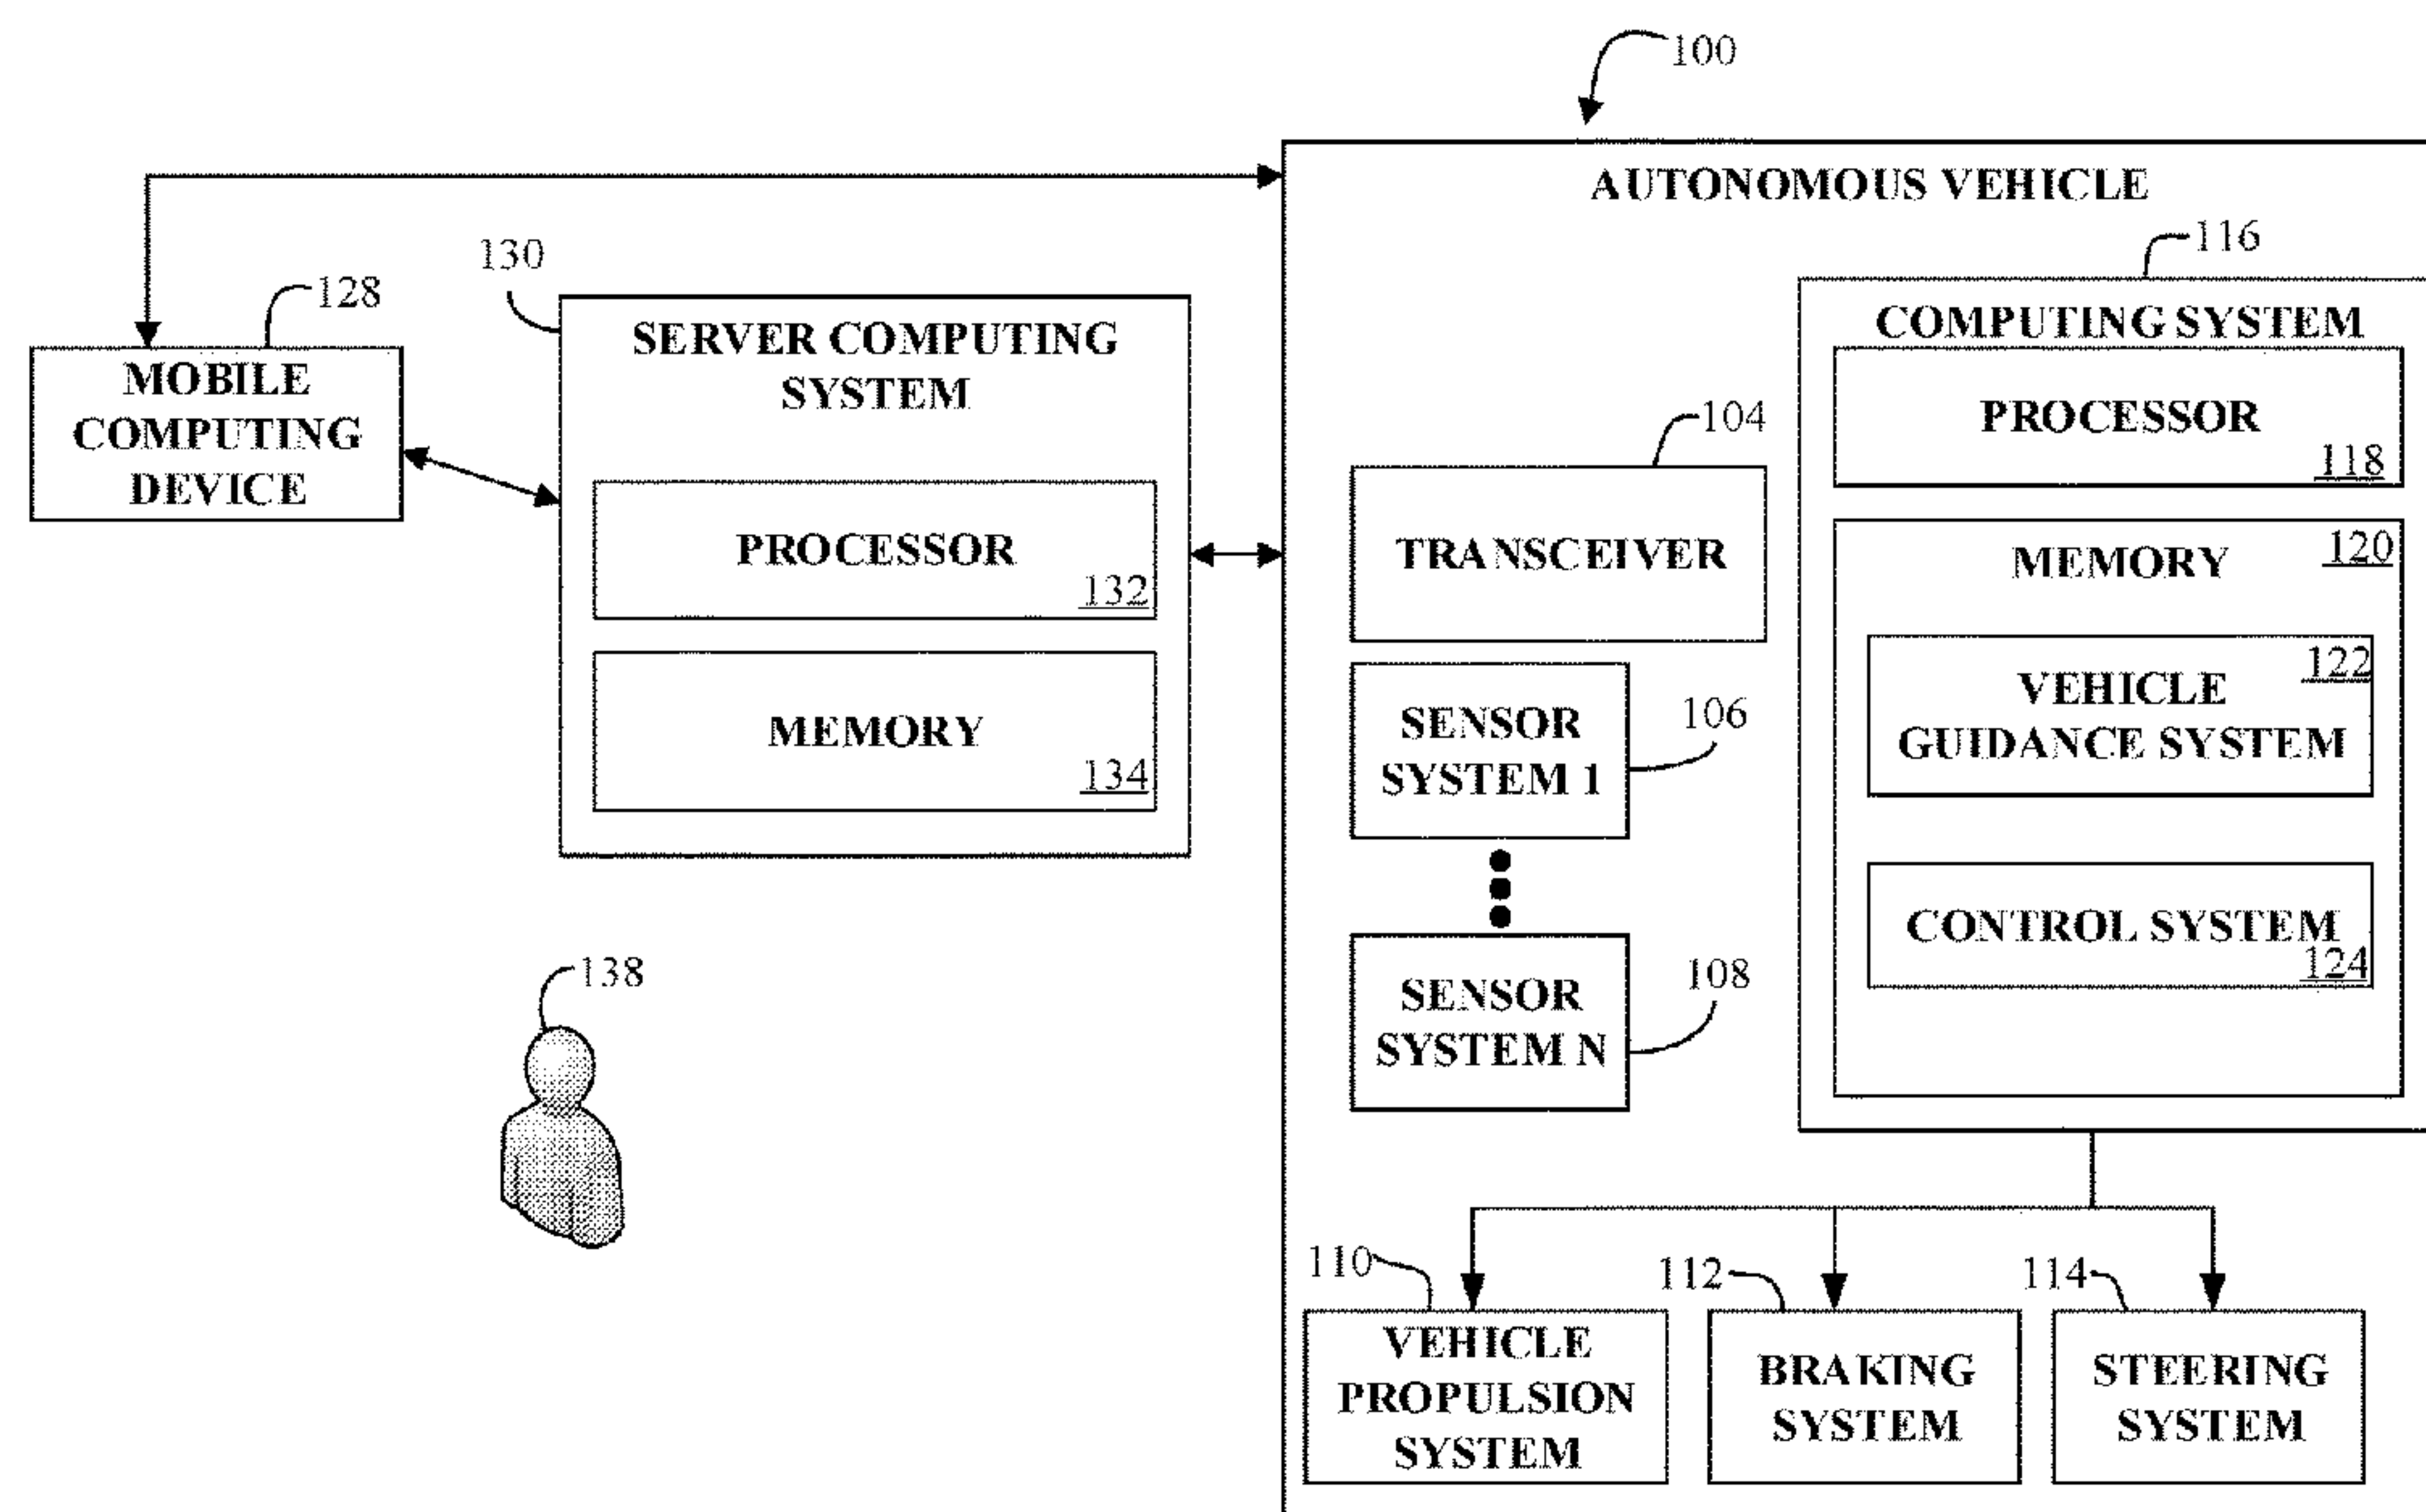 100
AUTONOMOUS VEHICLE
128
MOBILE
COMPUTING
DEVICE
130
SERVER COMPUTING
SYSTEM
PROCESSOR
132
MEMORY
134
138
104
TRANSCEIVER
SENSOR
SYSTEM 1
106
SENSOR
SYSTEM N
108
116
COMPUTING SYSTEM
PROCESSOR
118
MEMORY
120
122
VEHICLE
GUIDANCE SYSTEM
CONTROL SYSTEM
124
110
VEHICLE
PROPULSION
SYSTEM
112
BRAKING
SYSTEM
114
STEERING
SYSTEM